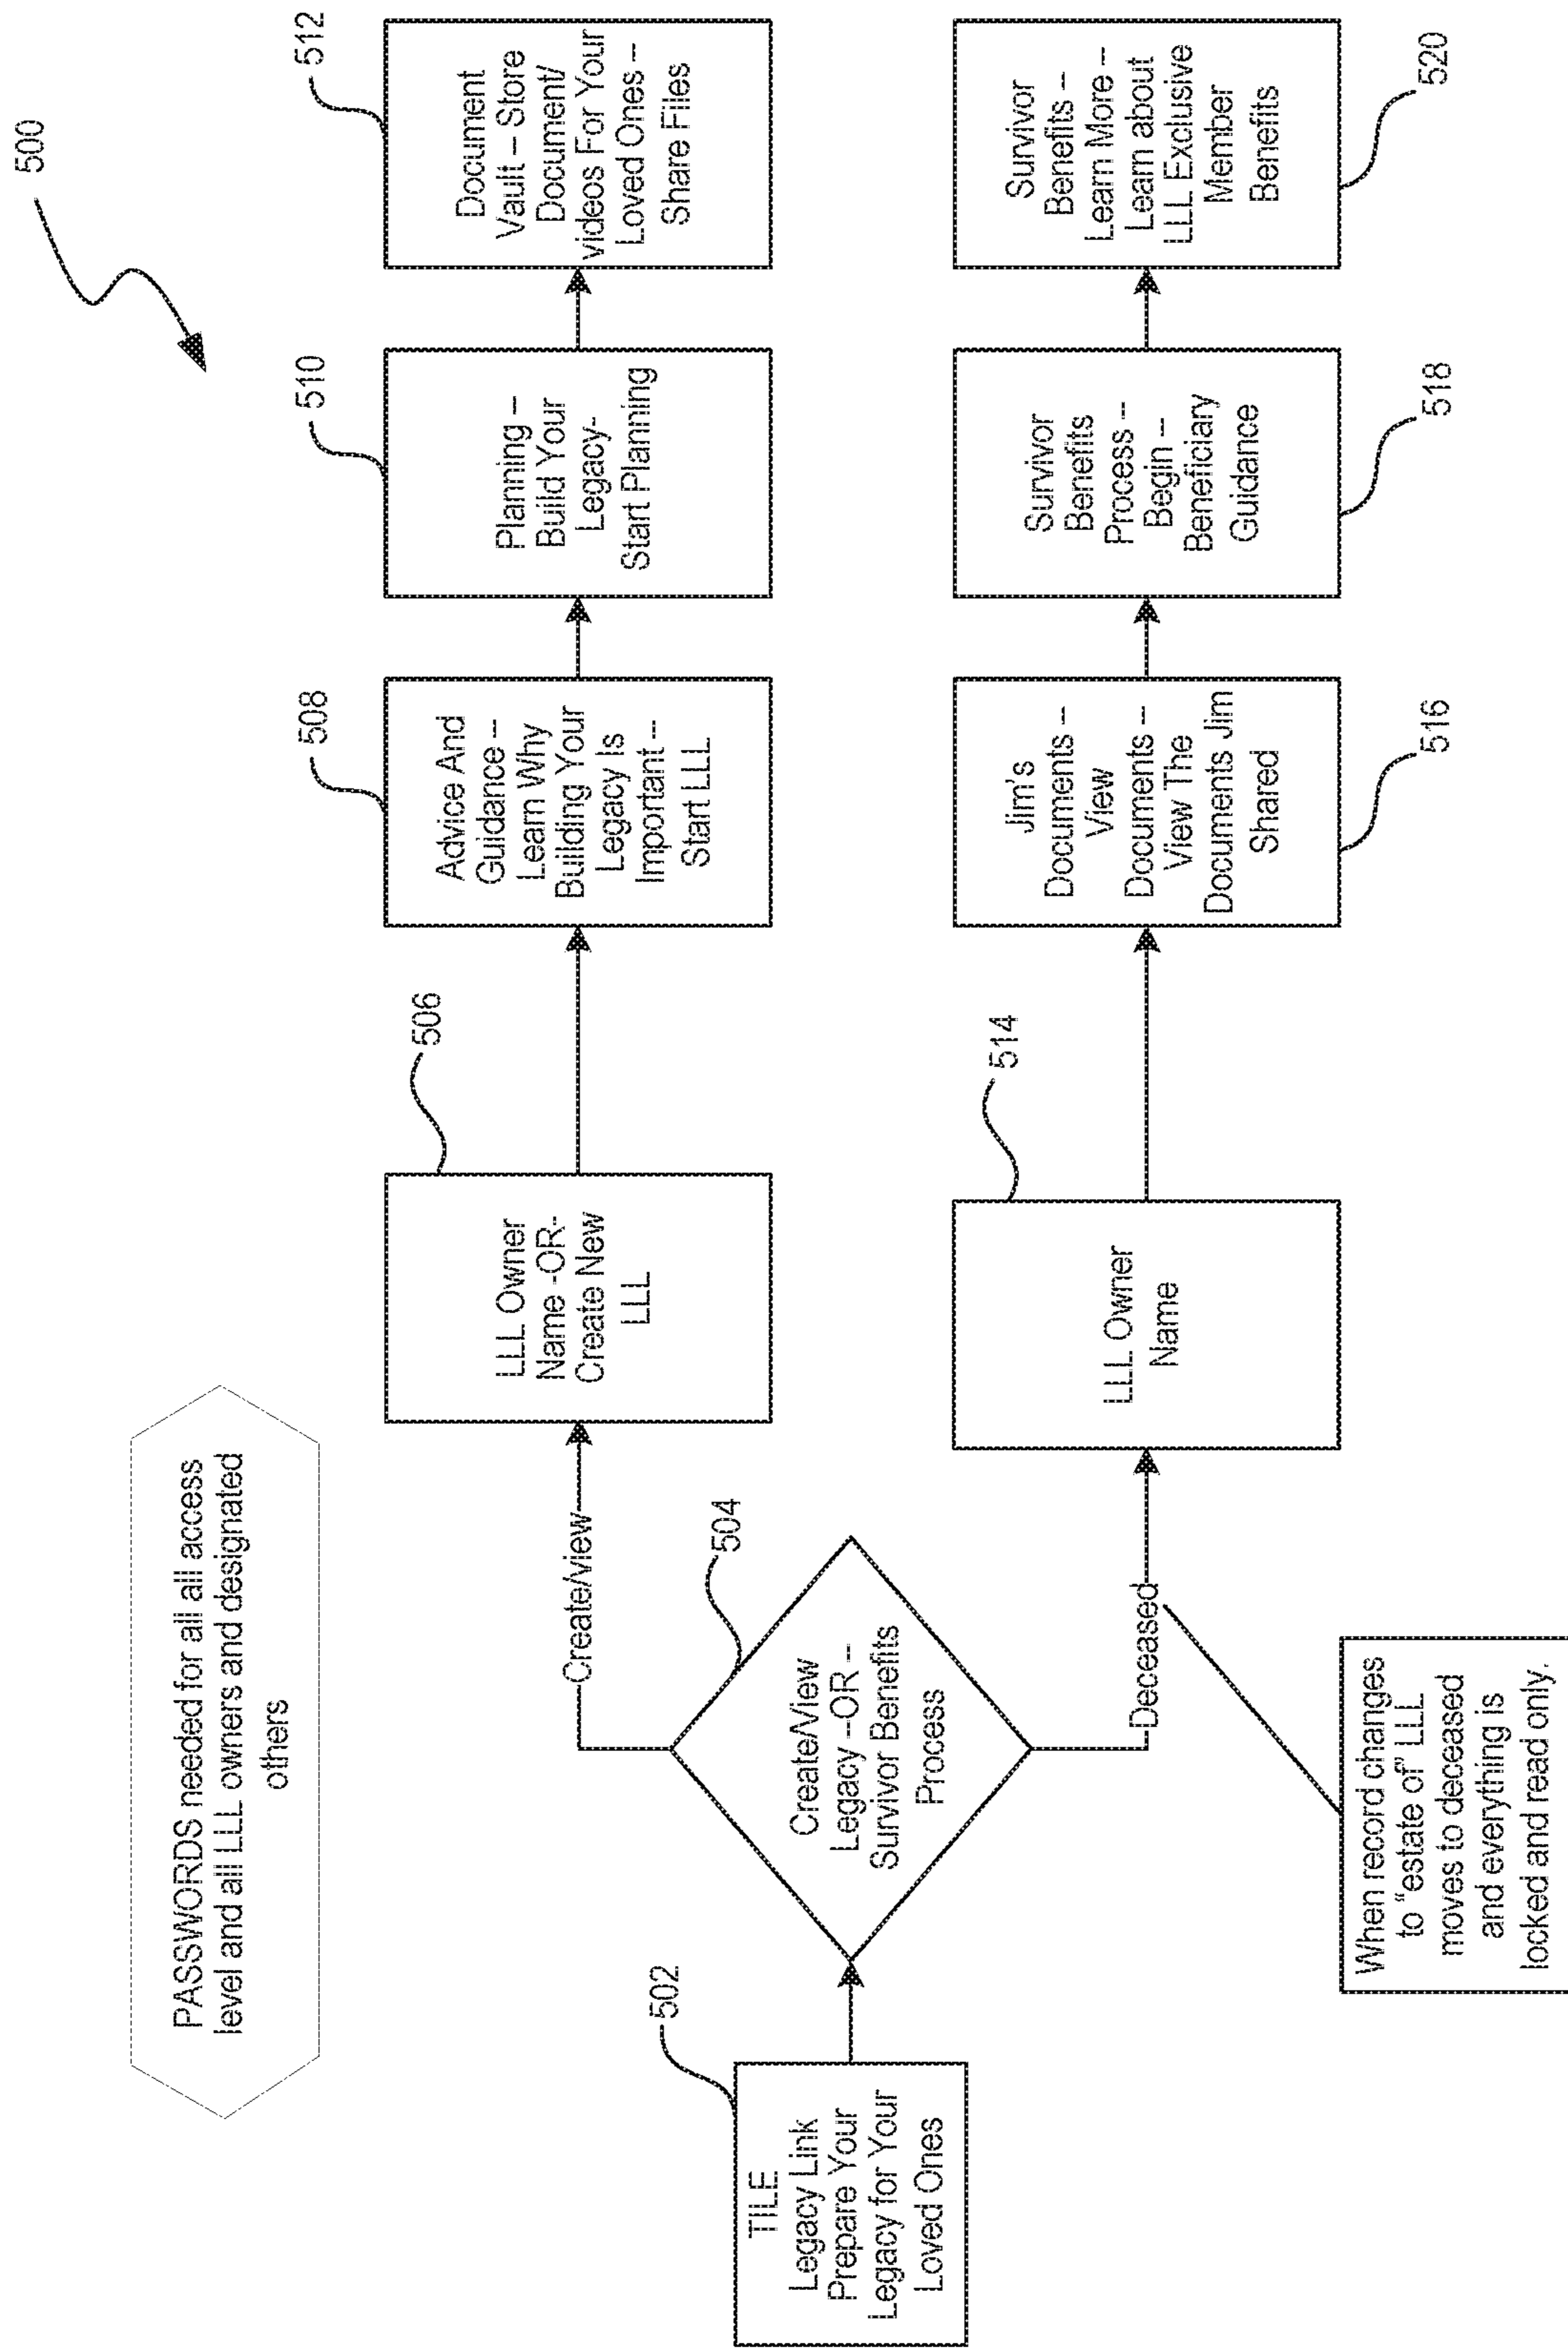 500
PASSWORDS needed for all all access
level and all LLL owners and designated
others
502
TILE
Legacy Link
Prepare Your
Legacy for Your
Loved Ones
504
Create/View
Legacy --OR --
Survivor Benefits
Process
Create/view
506
LLL Owner
Name -OR-
Create New
LLL
508
Advice And
Guidance --
Learn Why
Building Your
Legacy Is
Important --
Start LLL
510
Planning --
Build Your
Legacy-
Start Planning
512
Document
Vault -- Store
Document/
videos For Your
Loved Ones --
Share Files
Deceased
When record changes
to "estate of" LLL
moves to deceased
and everything is
locked and read only.
514
LLL Owner
Name
516
Jim's
Documents --
View
Documents --
View The
Documents Jim
Shared
518
Survivor
Benefits
Process --
Begin --
Beneficiary
Guidance
520
Survivor
Benefits --
Learn More --
Learn about
LLL Exclusive
Member
Benefits